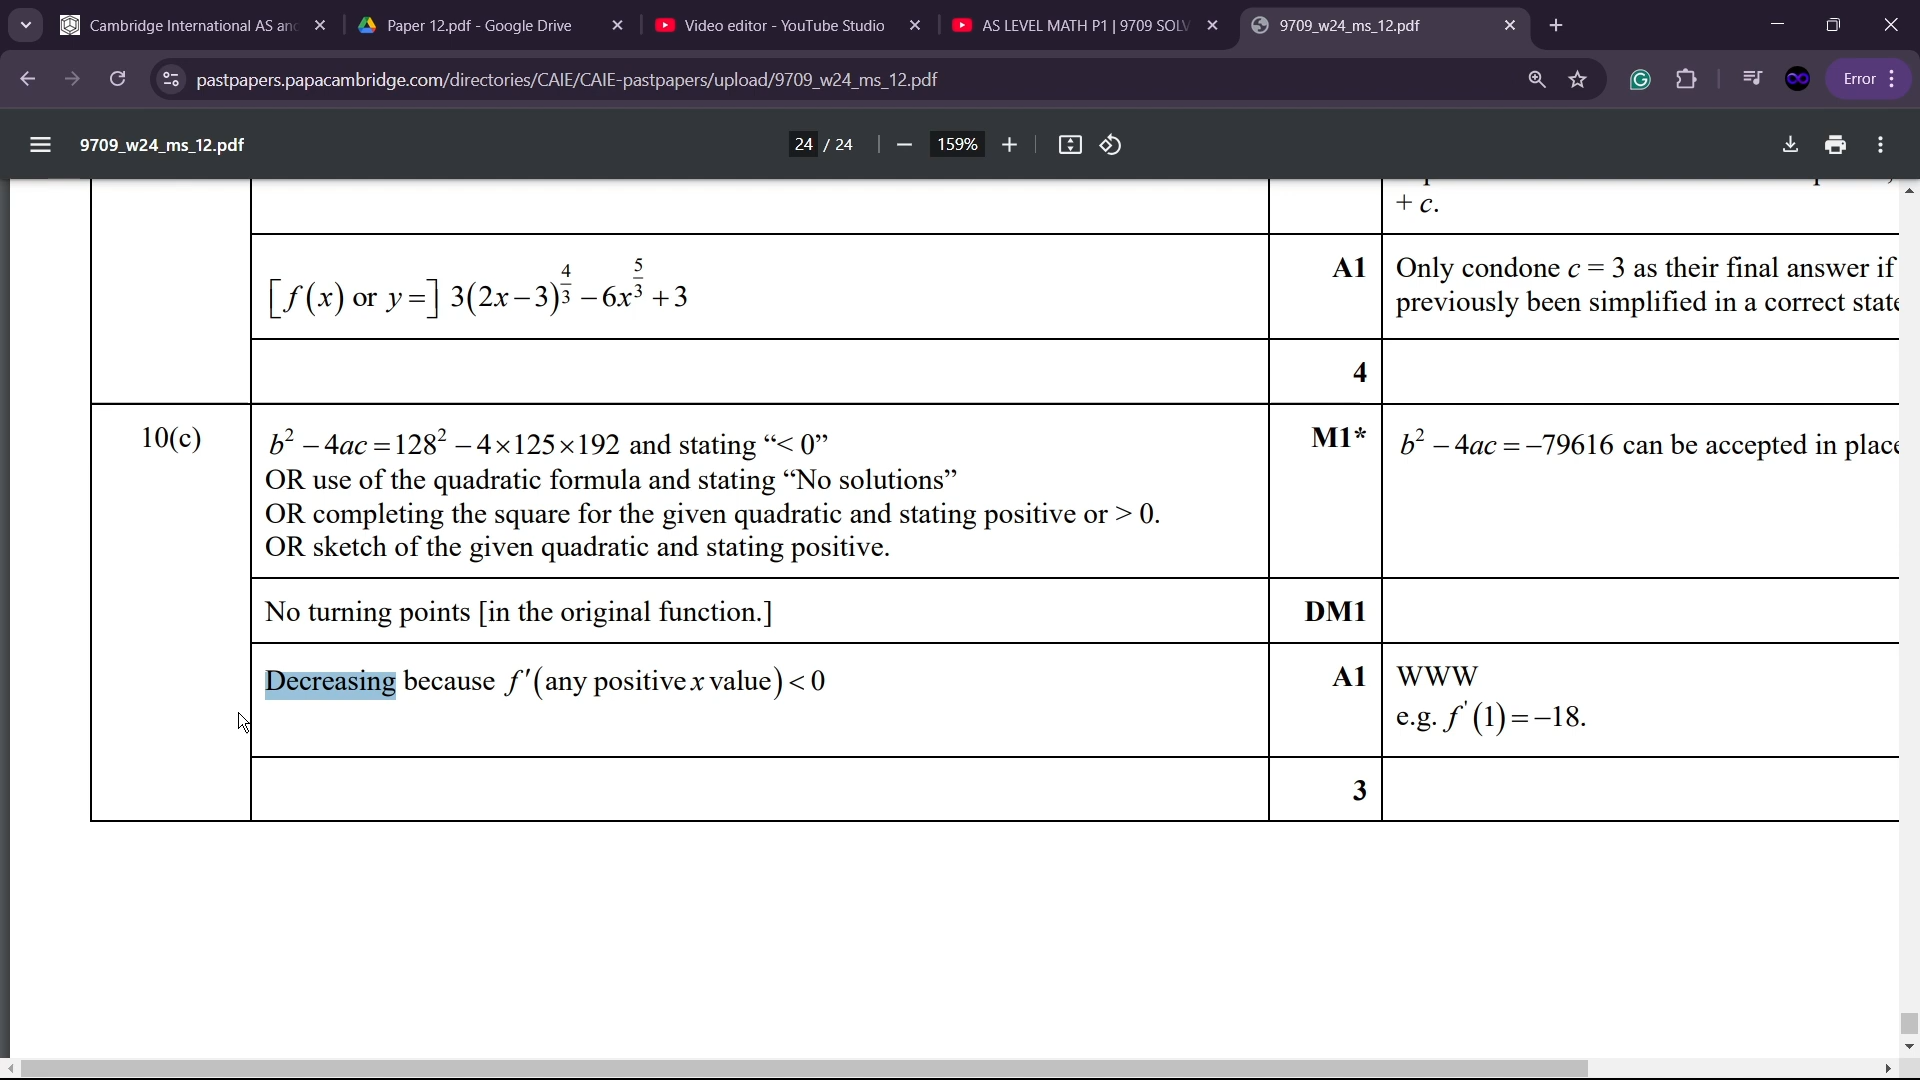 Cambridge International AS an
Paper 12.pdf - Google Drive
Video editor - YouTube Studio
AS LEVEL MATH P1 | 9709 SOLV
9709_w24_ms_12.pdf
pastpapers.papacambridge.com/directories/CAIE/CAIE-pastpapers/upload/9709_w24_ms_12.pdf
Error
9709_w24_ms_12.pdf
24 / 24
159%
+ c.
[f(x) or y=] 3(2x−3)^(4/3) − 6x^(5/3) + 3
A1
Only condone c = 3 as their final answer if
previously been simplified in a correct state
4
10(c)
b² − 4ac = 128² − 4×125×192 and stating “< 0”
OR use of the quadratic formula and stating “No solutions”
OR completing the square for the given quadratic and stating positive or > 0.
OR sketch of the given quadratic and stating positive.
M1*
b² − 4ac = −79616 can be accepted in place
No turning points [in the original function.]
DM1
Decreasing because f′(any positive x value) < 0
A1
WWW
e.g. f'(1) = −18.
3